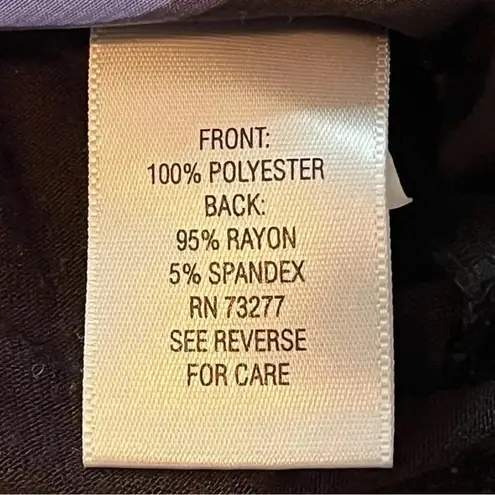 FRONT:
100% POLYESTER
BACK:
95% RAYON
5% SPANDEX
RN 73277
SEE REVERSE
FOR CARE